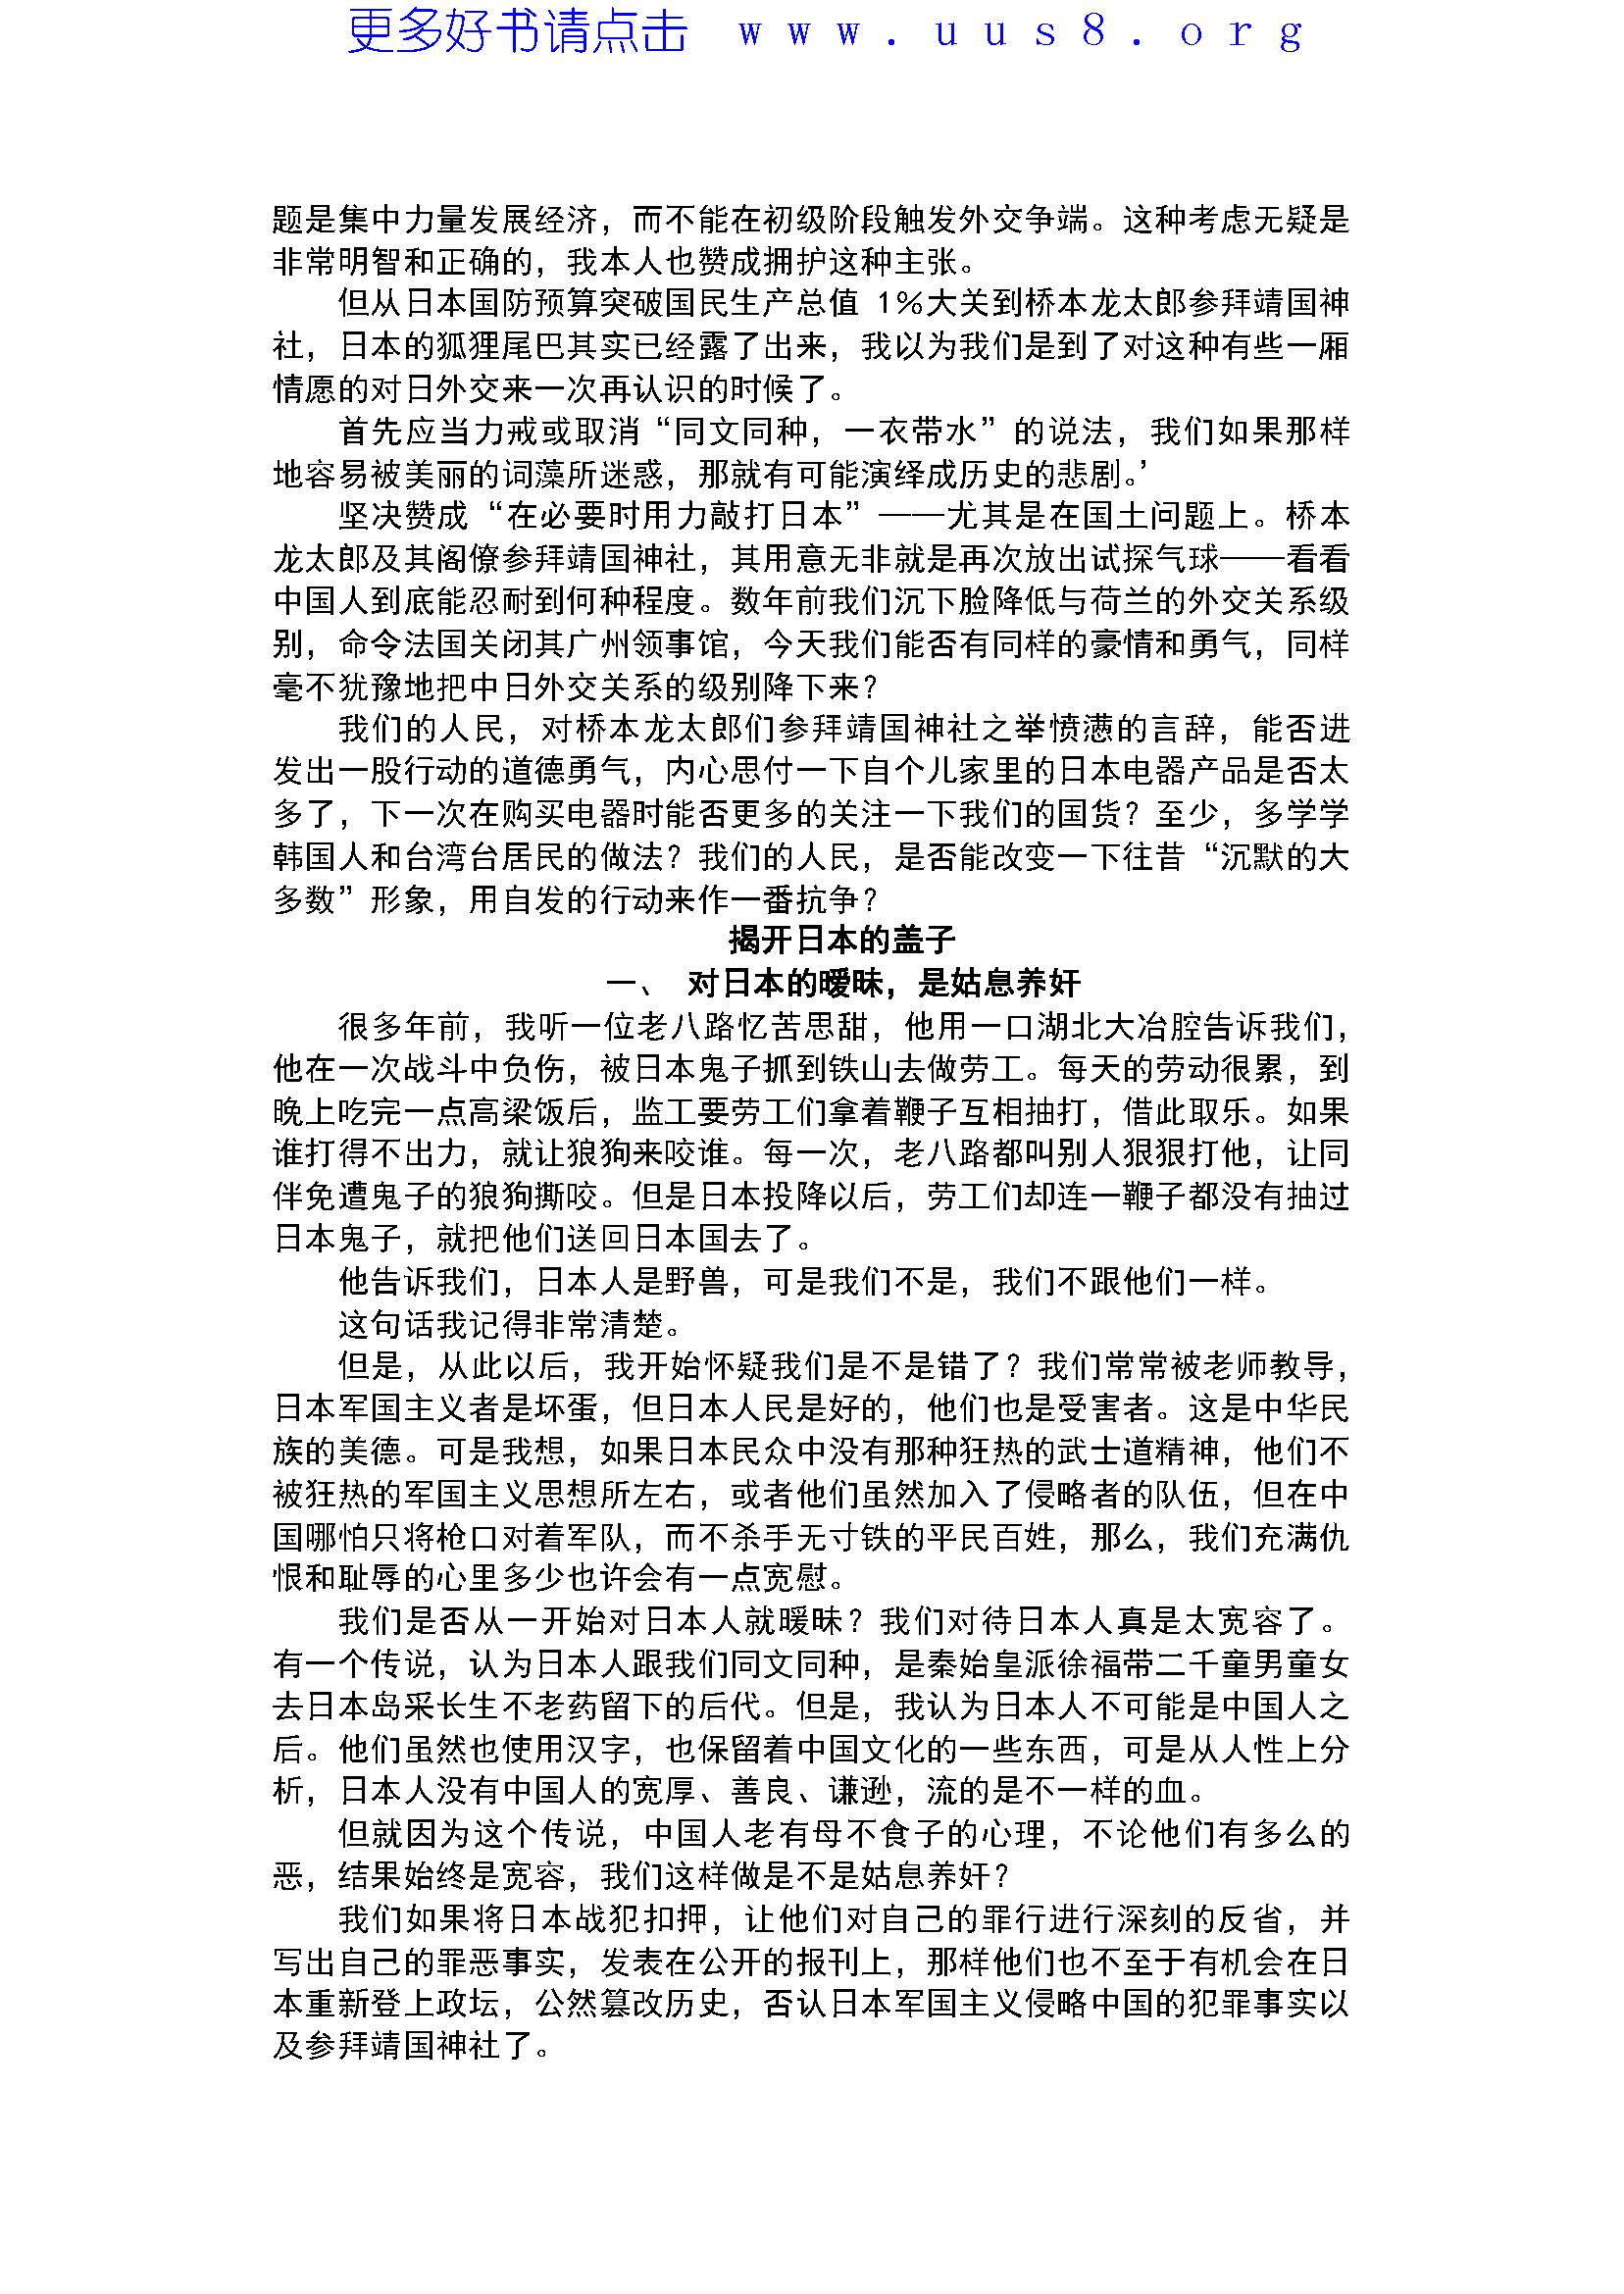 更多好书请点击 www.uus8.org
题是集中力量发展经济，而不能在初级阶段触发外交争端。这种考虑无疑是
非常明智和正确的，我本人也赞成拥护这种主张。
但从日本国防预算突破国民生产总值 1%大关到桥本龙太郎参拜靖国神
社，日本的狐狸尾巴其实已经露了出来，我以为我们是到了对这种有些一厢
情愿的对日外交来一次再认识的时候了。
首先应当力戒或取消“同文同种，一衣带水”的说法，我们如果那样
地容易被美丽的词藻所迷惑，那就有可能演绎成历史的悲剧。’
坚决赞成“在必要时用力敲打日本”——尤其是在国土问题上。桥本
龙太郎及其阁僚参拜靖国神社，其用意无非就是再次放出试探气球——看看
中国人到底能忍耐到何种程度。数年前我们沉下脸降低与荷兰的外交关系级
别，命令法国关闭其广州领事馆，今天我们能否有同样的豪情和勇气，同样
毫不犹豫地把中日外交关系的级别降下来？
我们的人民，对桥本龙太郎们参拜靖国神社之举愤懑的言辞，能否进
发出一股行动的道德勇气，内心思付一下自个儿家里的日本电器产品是否太
多了，下一次在购买电器时能否更多的关注一下我们的国货？至少，多学学
韩国人和台湾台居民的做法？我们的人民，是否能改变一下往昔“沉默的大
多数”形象，用自发的行动来作一番抗争？
揭开日本的盖子
一、 对日本的暧昧，是姑息养奸
很多年前，我听一位老八路忆苦思甜，他用一口湖北大冶腔告诉我们，
他在一次战斗中负伤，被日本鬼子抓到铁山去做劳工。每天的劳动很累，到
晚上吃完一点高梁饭后，监工要劳工们拿着鞭子互相抽打，借此取乐。如果
谁打得不出力，就让狼狗来咬谁。每一次，老八路都叫别人狠狠打他，让同
伴免遭鬼子的狼狗撕咬。但是日本投降以后，劳工们却连一鞭子都没有抽过
日本鬼子，就把他们送回日本国去了。
他告诉我们，日本人是野兽，可是我们不是，我们不跟他们一样。
这句话我记得非常清楚。
但是，从此以后，我开始怀疑我们是不是错了？我们常常被老师教导，
日本军国主义者是坏蛋，但日本人民是好的，他们也是受害者。这是中华民
族的美德。可是我想，如果日本民众中没有那种狂热的武士道精神，他们不
被狂热的军国主义思想所左右，或者他们虽然加入了侵略者的队伍，但在中
国哪怕只将枪口对着军队，而不杀手无寸铁的平民百姓，那么，我们充满仇
恨和耻辱的心里多少也许会有一点宽慰。
我们是否从一开始对日本人就暖昧？我们对待日本人真是太宽容了。
有一个传说，认为日本人跟我们同文同种，是秦始皇派徐福带二千童男童女
去日本岛采长生不老药留下的后代。但是，我认为日本人不可能是中国人之
后。他们虽然也使用汉字，也保留着中国文化的一些东西，可是从人性上分
析，日本人没有中国人的宽厚、善良、谦逊，流的是不一样的血。
但就因为这个传说，中国人老有母不食子的心理，不论他们有多么的
恶，结果始终是宽容，我们这样做是不是姑息养奸？
我们如果将日本战犯扣押，让他们对自己的罪行进行深刻的反省，并
写出自己的罪恶事实，发表在公开的报刊上，那样他们也不至于有机会在日
本重新登上政坛，公然篡改历史，否认日本军国主义侵略中国的犯罪事实以
及参拜靖国神社了。